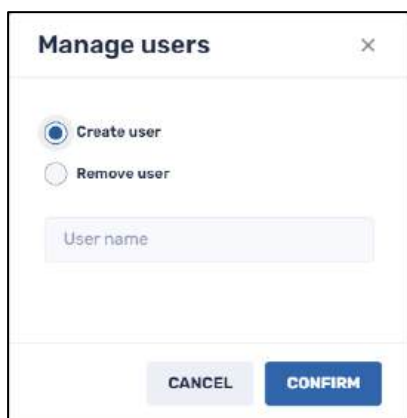 Manage users
Create user
Remove user
User name
CANCEL CONFIRM